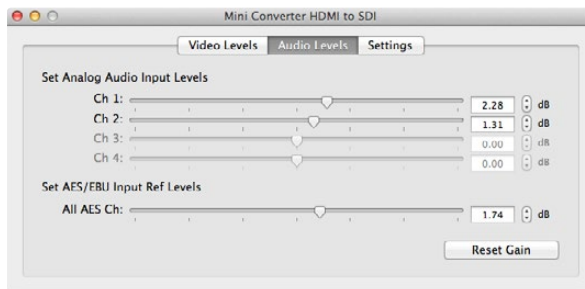 Mini Converter HDMI to SDI
Video Levels Audio Levels Settings
Set Analog Audio Input Levels
Ch 1: 2.28 dB
Ch 2: 1.31 dB
Ch 3: 0.00 dB
Ch 4: 0.00 dB
Set AES/EBU Input Ref Levels
All AES Ch: 1.74 dB
Reset Gain